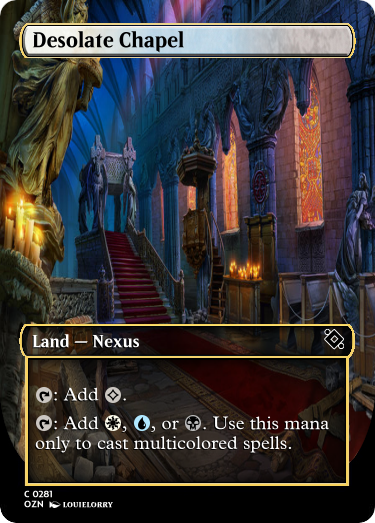 Desolate Chapel
Land — Nexus
: Add .
: Add , , or . Use this mana
only to cast multicolored spells.
C 0281
OZN LOUIELORRY